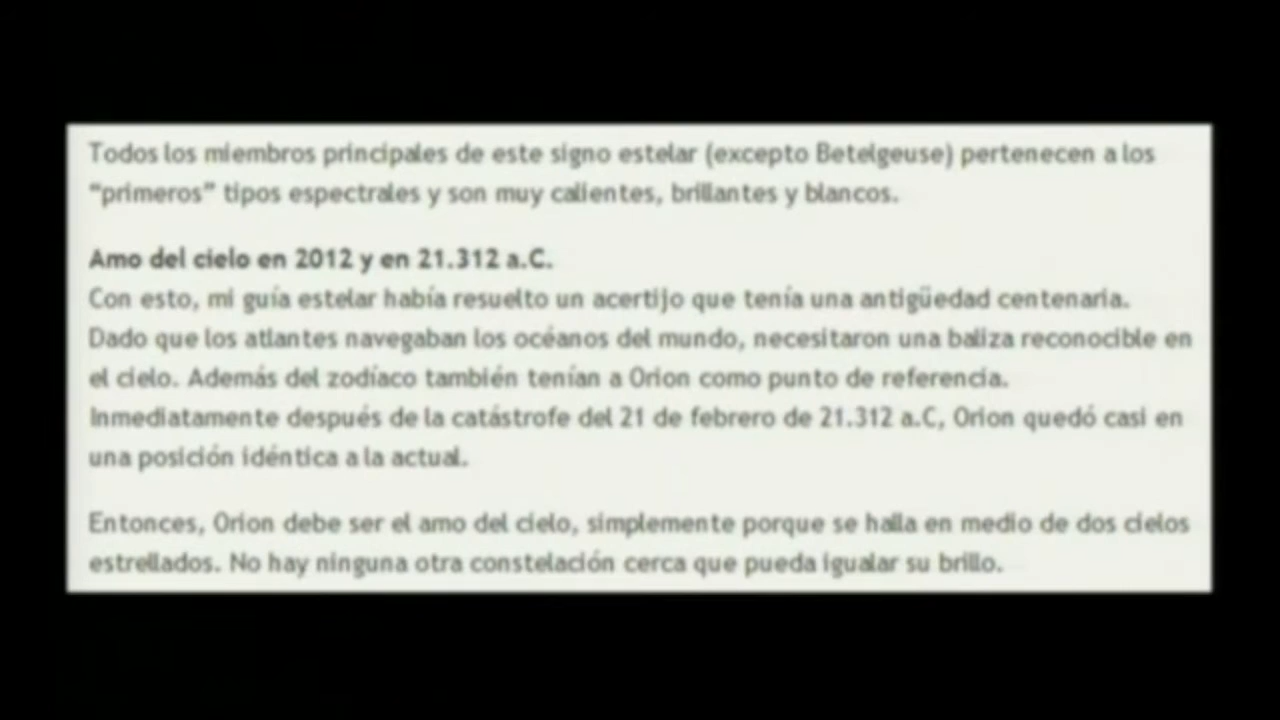 Todos los miembros principales de este signo estelar (excepto Betelgeuse) pertenecen a los
“primeros” tipos espectrales y son muy calientes, brillantes y blancos.
Amo del cielo en 2012 y en 21.312 a.C.
Con esto, mi guía estelar había resuelto un acertijo que tenía una antigüedad centenaria.
Dado que los atlantes navegaban los océanos del mundo, necesitaron una baliza reconocible en
el cielo. Además del zodíaco también tenían a Orion como punto de referencia.
Inmediatamente después de la catástrofe del 21 de febrero de 21.312 a.C, Orion quedó casi en
una posición idéntica a la actual.
Entonces, Orion debe ser el amo del cielo, simplemente porque se halla en medio de dos cielos
estrellados. No hay ninguna otra constelación cerca que pueda igualar su brillo.